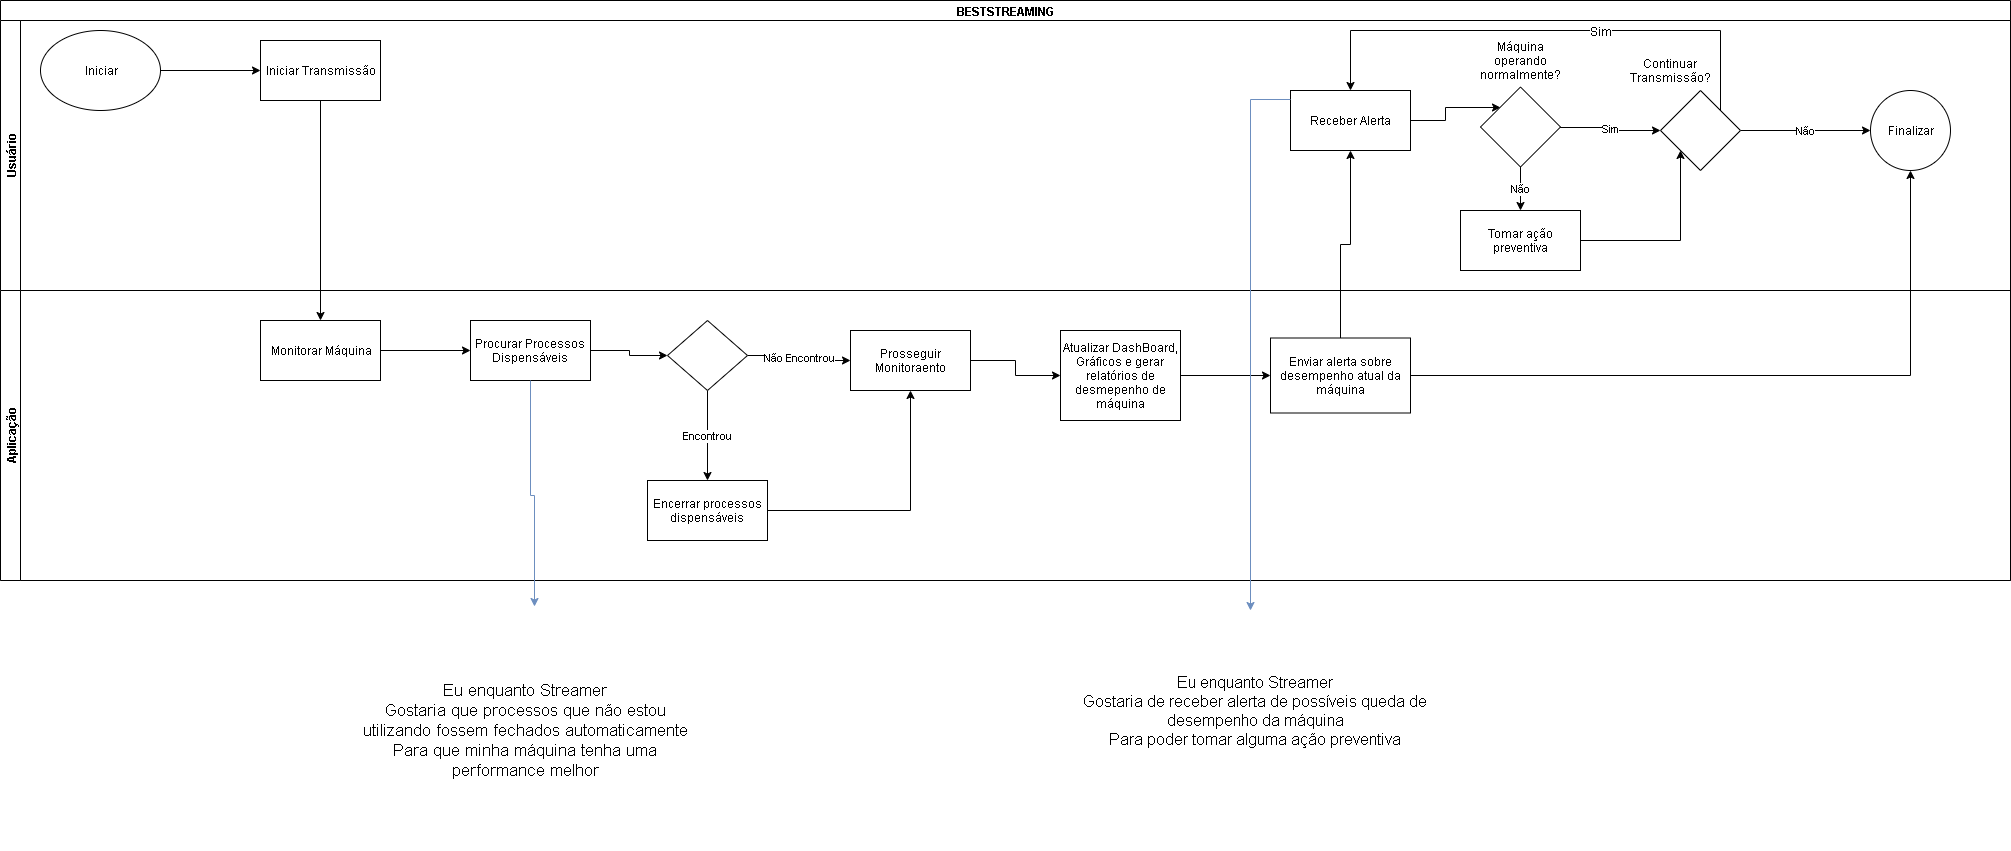 BESTSTREAMING
Usuário
Iniciar
Iniciar Transmissão
Sim
Máquina
operando
normalmente?
Continuar
Transmissão?
Receber Alerta
Sim
Não
Finalizar
Não
Tomar ação
preventiva
Aplicação
Monitorar Máquina
Procurar Processos
Dispensáveis
Não Encontrou
Prosseguir
Monitoraento
Atualizar DashBoard,
Gráficos e gerar
relatórios de
desmepenho de
máquina
Enviar alerta sobre
desempenho atual da
máquina
Encontrou
Encerrar processos
dispensáveis
Eu enquanto Streamer
Gostaria que processos que não estou
utilizando fossem fechados automaticamente
Para que minha máquina tenha uma
performance melhor
Eu enquanto Streamer
Gostaria de receber alerta de possíveis queda de
desempenho da máquina
Para poder tomar alguma ação preventiva